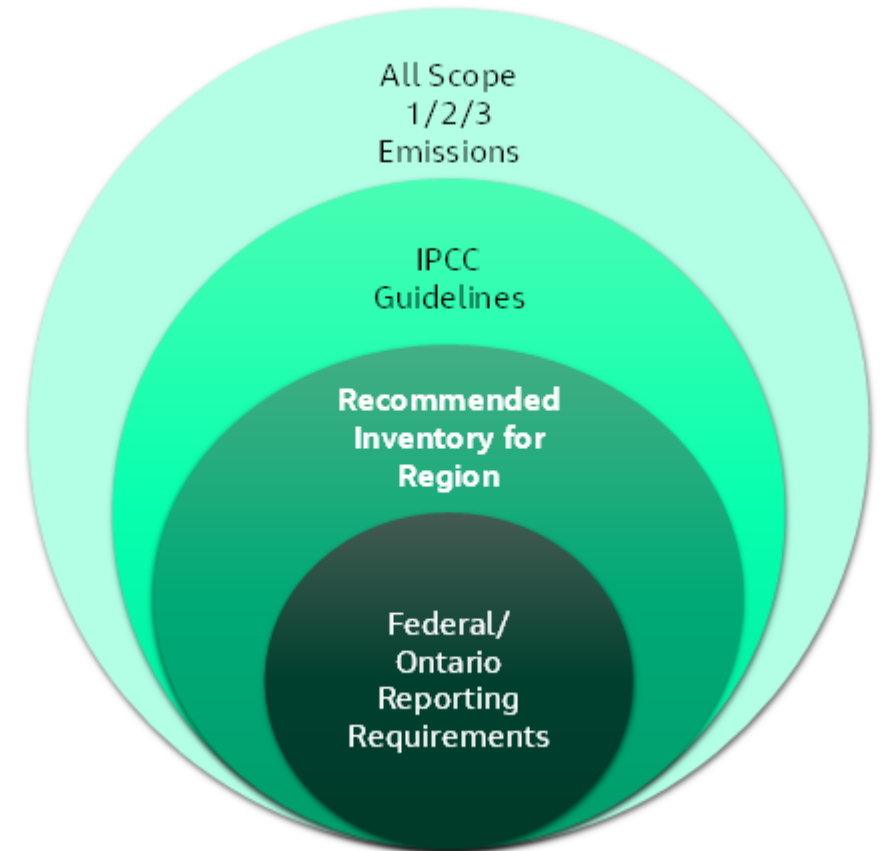 All Scope
1/2/3
Emissions
IPCC
Guidelines
Recommended
Inventory for
Region
Federal/
Ontario
Reporting
Requirements